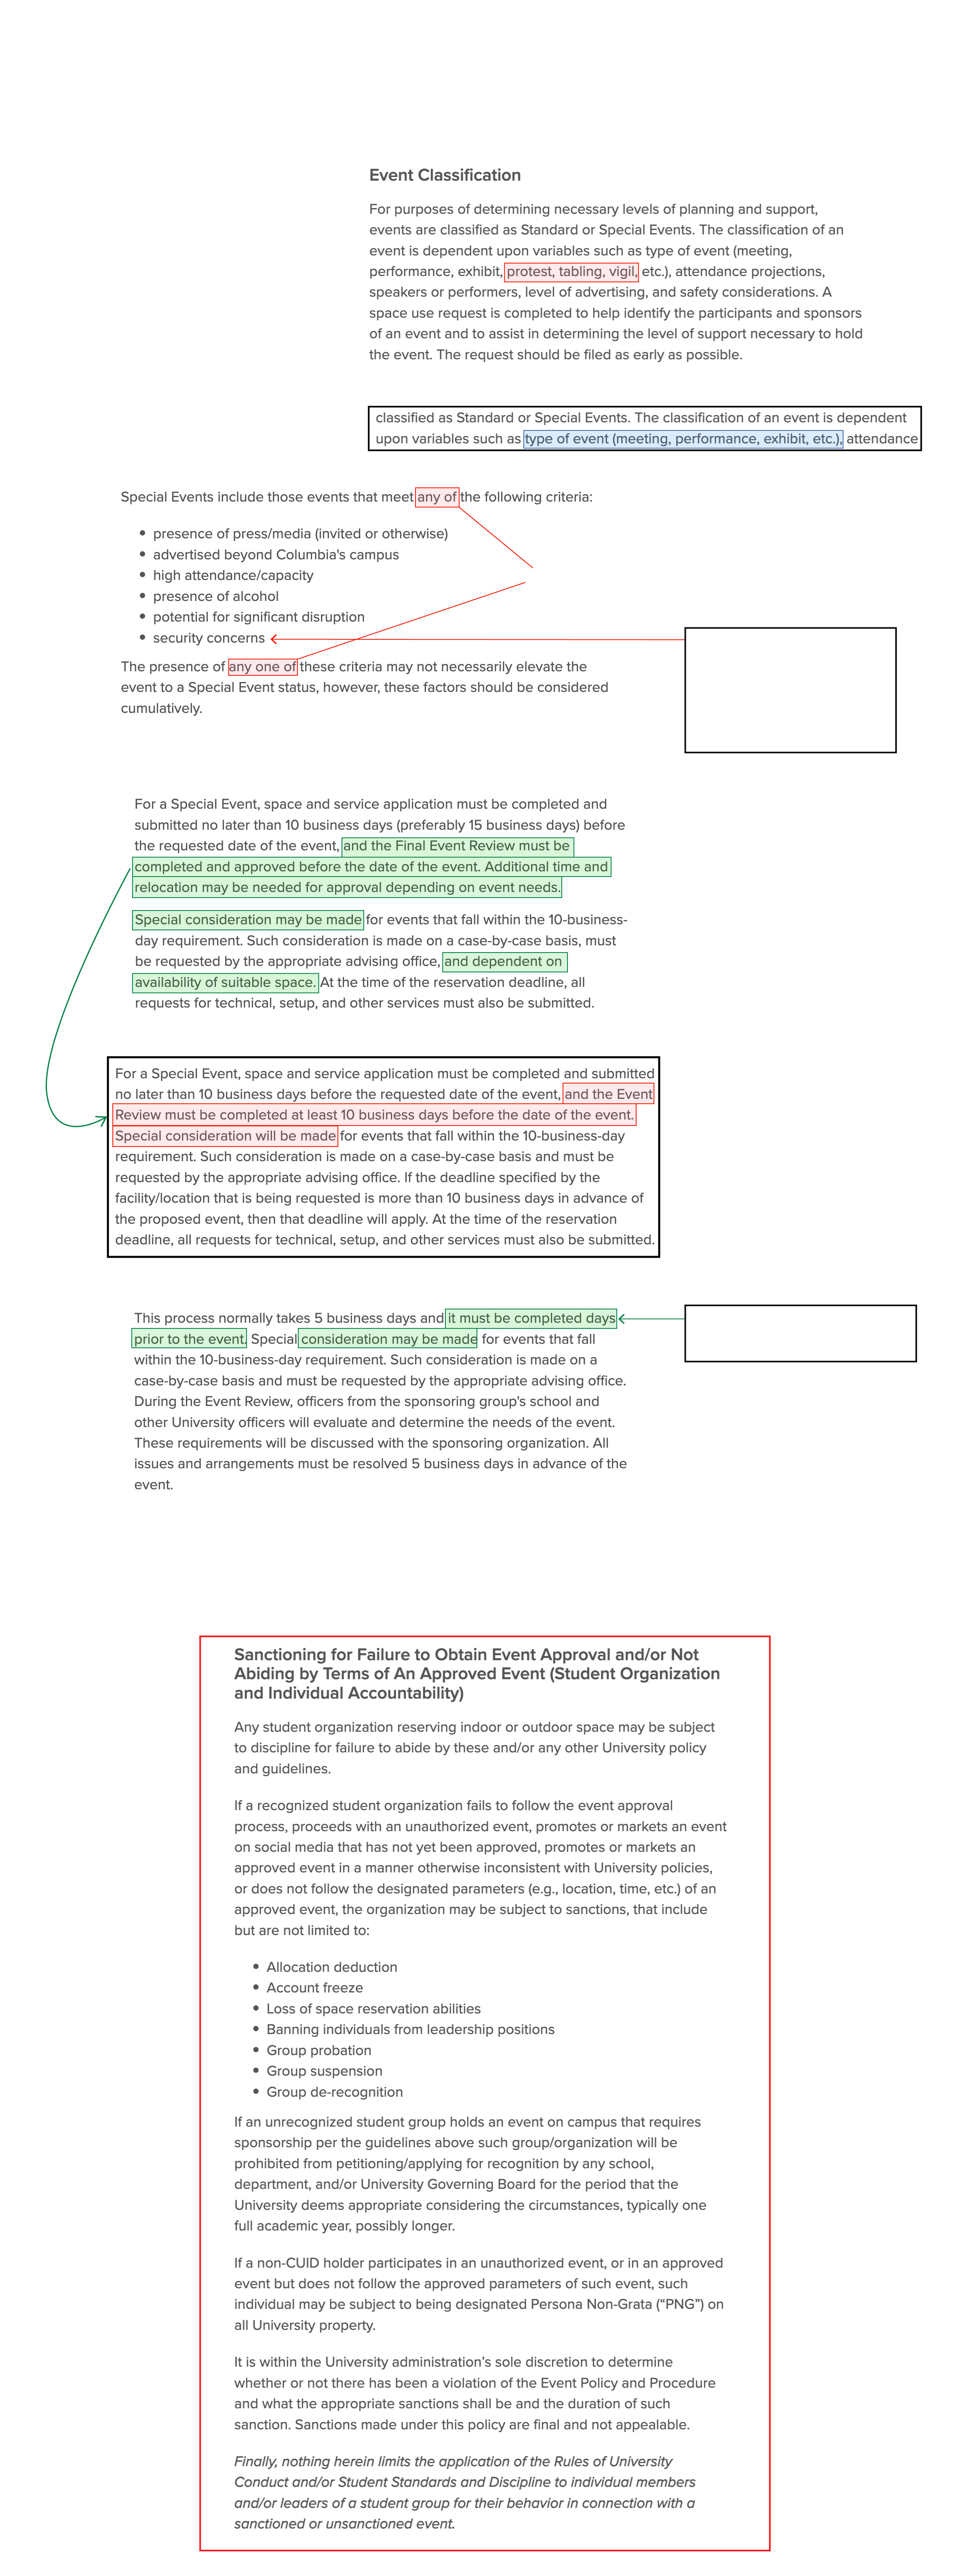 Event Classification
For purposes of determining necessary levels of planning and support,
events are classified as Standard or Special Events. The classification of an
event is dependent upon variables such as type of event (meeting,
performance, exhibit, protest, tabling, vigil, etc.), attendance projections,
speakers or performers, level of advertising, and safety considerations. A
space use request is completed to help identify the participants and sponsors
of an event and to assist in determining the level of support necessary to hold
the event. The request should be filed as early as possible.
classified as Standard or Special Events. The classification of an event is dependent
upon variables such as type of event (meeting, performance, exhibit, etc.), attendance
Special Events include those events that meet any of the following criteria:
• presence of press/media (invited or otherwise)
• advertised beyond Columbia's campus
• high attendance/capacity
• presence of alcohol
• potential for significant disruption
• security concerns
The presence of any one of these criteria may not necessarily elevate the
event to a Special Event status, however, these factors should be considered
cumulatively.
For a Special Event, space and service application must be completed and
submitted no later than 10 business days (preferably 15 business days) before
the requested date of the event, and the Final Event Review must be
completed and approved before the date of the event. Additional time and
relocation may be needed for approval depending on event needs.
Special consideration may be made for events that fall within the 10-business-
day requirement. Such consideration is made on a case-by-case basis, must
be requested by the appropriate advising office, and dependent on
availability of suitable space. At the time of the reservation deadline, all
requests for technical, setup, and other services must also be submitted.
For a Special Event, space and service application must be completed and submitted
no later than 10 business days before the requested date of the event, and the Event
Review must be completed at least 10 business days before the date of the event.
Special consideration will be made for events that fall within the 10-business-day
requirement. Such consideration is made on a case-by-case basis and must be
requested by the appropriate advising office. If the deadline specified by the
facility/location that is being requested is more than 10 business days in advance of
the proposed event, then that deadline will apply. At the time of the reservation
deadline, all requests for technical, setup, and other services must also be submitted.
This process normally takes 5 business days and it must be completed days
prior to the event. Special consideration may be made for events that fall
within the 10-business-day requirement. Such consideration is made on a
case-by-case basis and must be requested by the appropriate advising office.
During the Event Review, officers from the sponsoring group's school and
other University officers will evaluate and determine the needs of the event.
These requirements will be discussed with the sponsoring organization. All
issues and arrangements must be resolved 5 business days in advance of the
event.
Sanctioning for Failure to Obtain Event Approval and/or Not
Abiding by Terms of An Approved Event (Student Organization
and Individual Accountability)
Any student organization reserving indoor or outdoor space may be subject
to discipline for failure to abide by these and/or any other University policy
and guidelines.
If a recognized student organization fails to follow the event approval
process, proceeds with an unauthorized event, promotes or markets an event
on social media that has not yet been approved, promotes or markets an
approved event in a manner otherwise inconsistent with University policies,
or does not follow the designated parameters (e.g., location, time, etc.) of an
approved event, the organization may be subject to sanctions, that include
but are not limited to:
• Allocation deduction
• Account freeze
• Loss of space reservation abilities
• Banning individuals from leadership positions
• Group probation
• Group suspension
• Group de-recognition
If an unrecognized student group holds an event on campus that requires
sponsorship per the guidelines above such group/organization will be
prohibited from petitioning/applying for recognition by any school,
department, and/or University Governing Board for the period that the
University deems appropriate considering the circumstances, typically one
full academic year, possibly longer.
If a non-CUID holder participates in an unauthorized event, or in an approved
event but does not follow the approved parameters of such event, such
individual may be subject to being designated Persona Non-Grata (“PNG”) on
all University property.
It is within the University administration’s sole discretion to determine
whether or not there has been a violation of the Event Policy and Procedure
and what the appropriate sanctions shall be and the duration of such
sanction. Sanctions made under this policy are final and not appealable.
Finally, nothing herein limits the application of the Rules of University
Conduct and/or Student Standards and Discipline to individual members
and/or leaders of a student group for their behavior in connection with a
sanctioned or unsanctioned event.